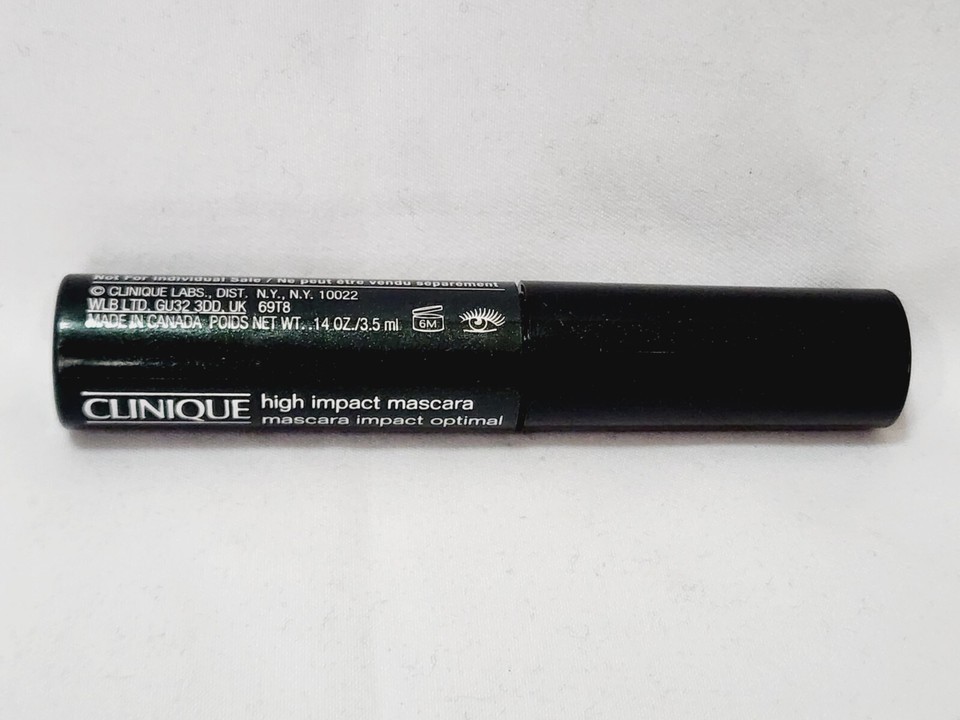 Not For Individual Sale / Ne peut être vendu séparément
© CLINIQUE LABS., DIST. N.Y., N.Y. 10022
WLB LTD. GU32 3DD, UK 69T8
MADE IN CANADA POIDS NET WT. .14 OZ./3.5 ml 6M
CLINIQUE high impact mascara
mascara impact optimal